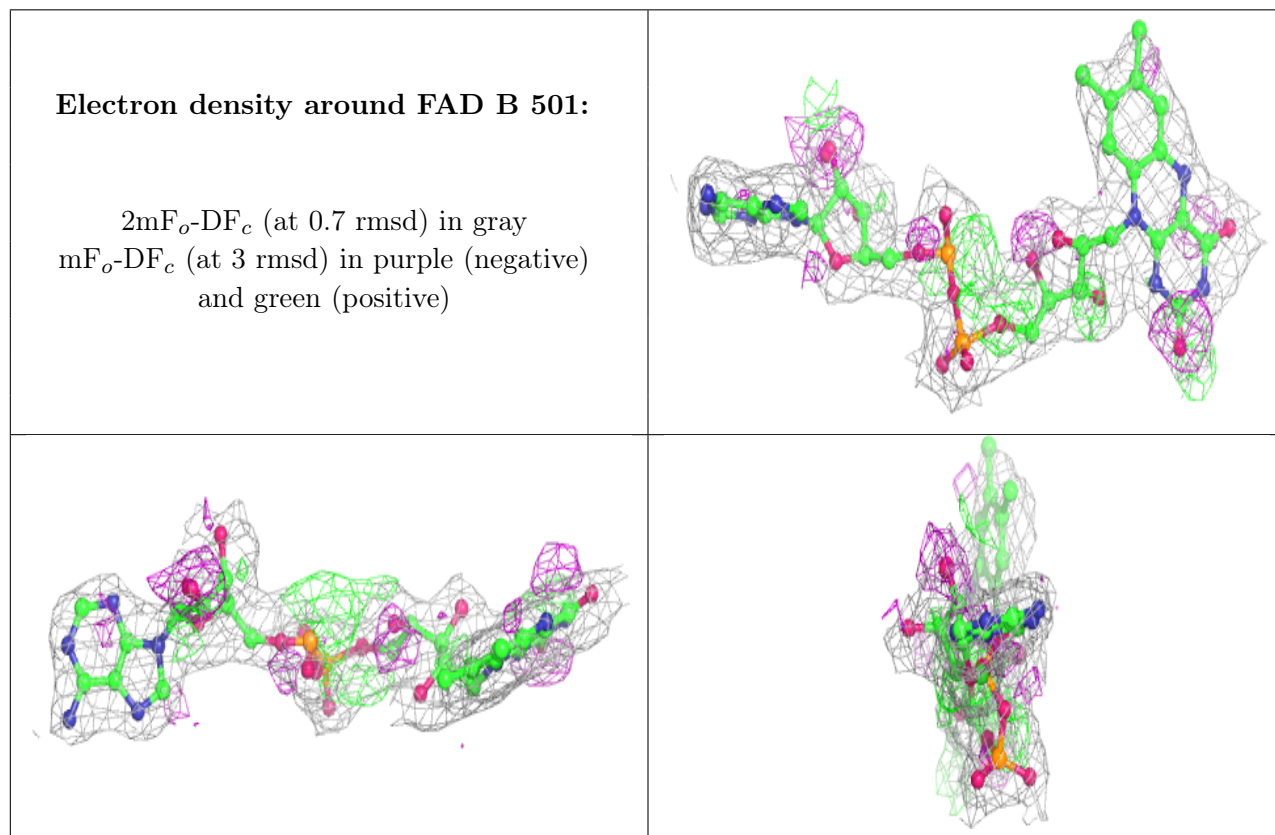 Electron density around FAD B 501:
2mFₒ-DF𝒸 (at 0.7 rmsd) in gray
mFₒ-DF𝒸 (at 3 rmsd) in purple (negative)
and green (positive)